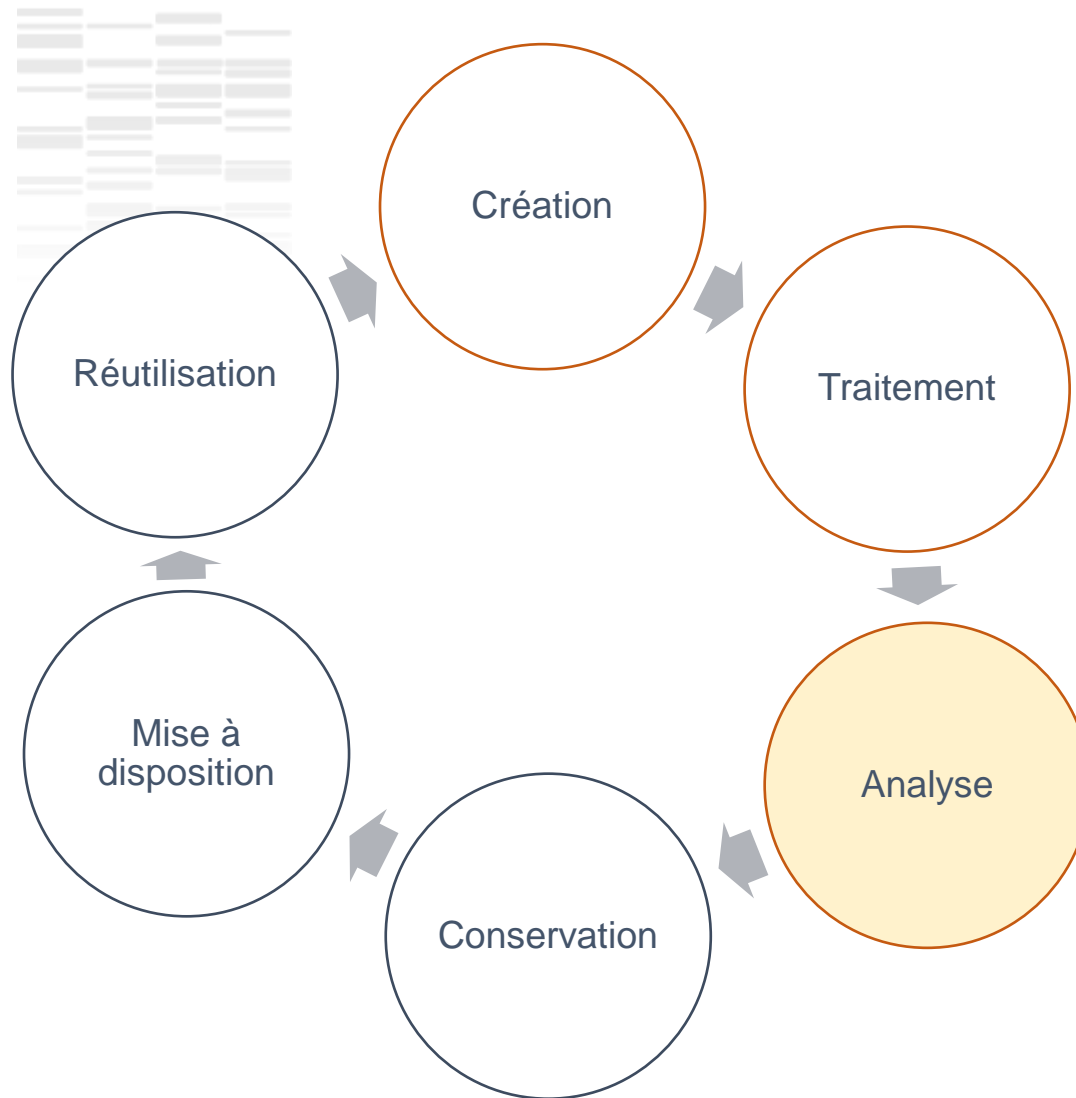 Création
Traitement
Analyse
Conservation
Mise à
disposition
Réutilisation